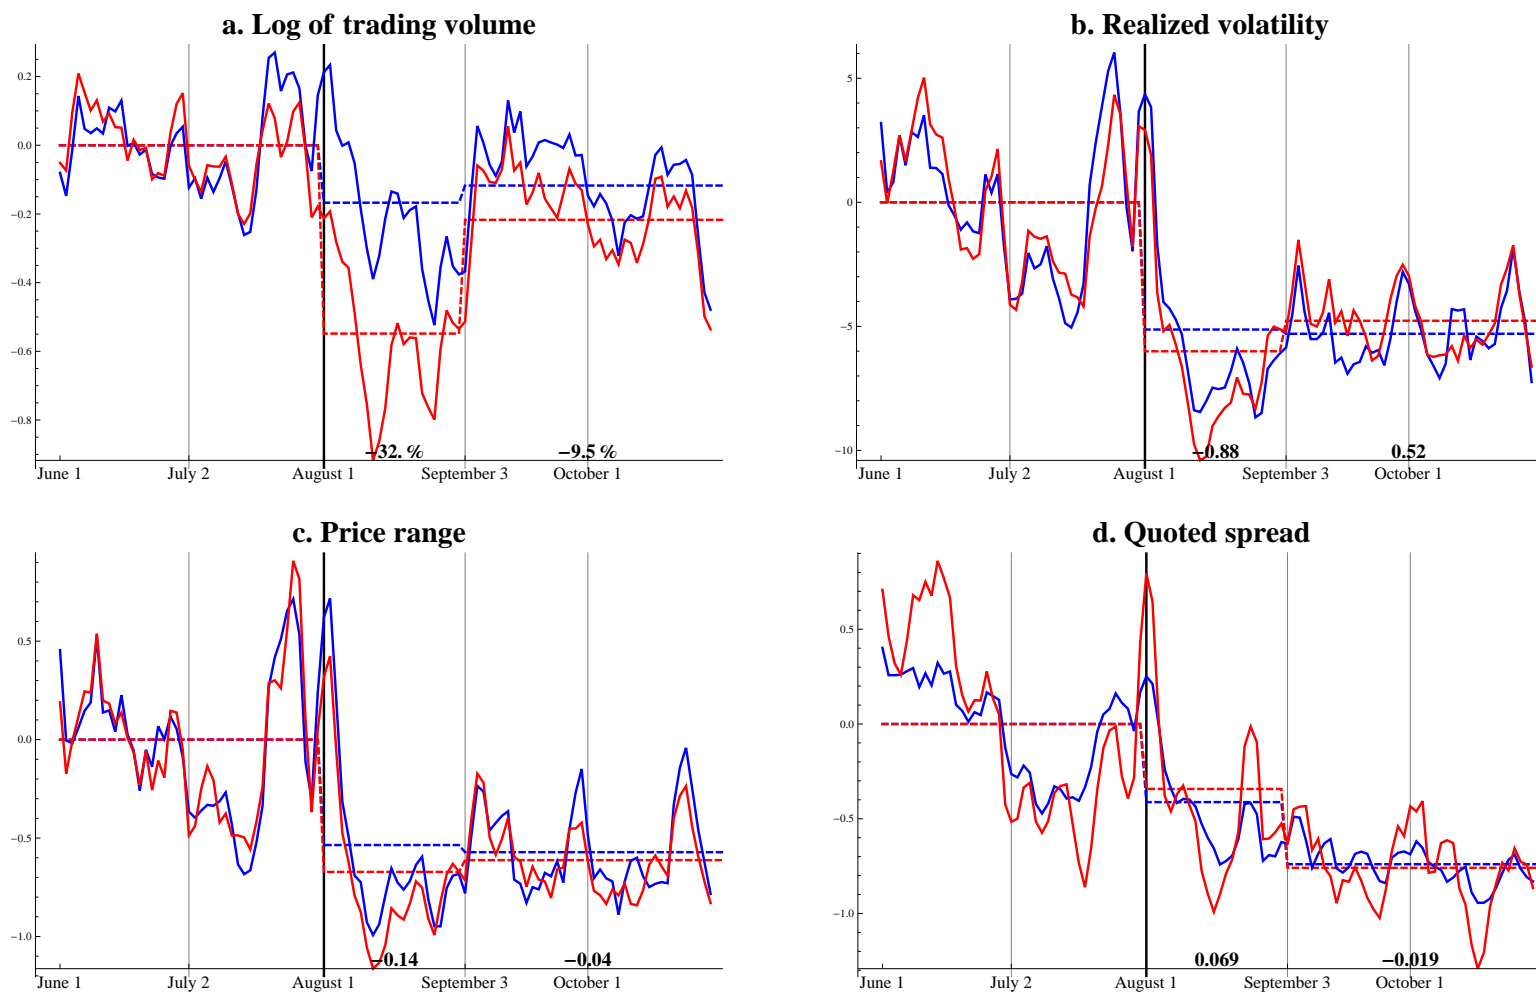 a. Log of trading volume
0.2
0.0
−0.2
−0.4
−0.6
−0.8
−32. %
−9.5 %
June 1
July 2
August 1
September 3
October 1
b. Realized volatility
5
0
−5
−10
−0.88
0.52
June 1
July 2
August 1
September 3
October 1
c. Price range
0.5
0.0
−0.5
−1.0
−0.14
−0.04
June 1
July 2
August 1
September 3
October 1
d. Quoted spread
0.5
0.0
−0.5
−1.0
0.069
−0.019
June 1
July 2
August 1
September 3
October 1